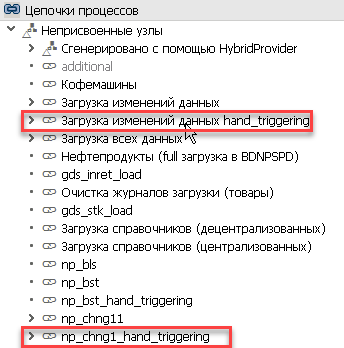 Цепочки процессов
Неприсвоенные узлы
Сгенерировано с помощью HybridProvider
additional
Кофемашины
Загрузка изменений данных
Загрузка изменений данных hand_triggering
Загрузка всех данных
Нефтепродукты (full загрузка в BDNPSPD)
gds_inret_load
Очистка журналов загрузки (товары)
gds_stk_load
Загрузка справочников (децентрализованных)
Загрузка справочников (централизованных)
np_bls
np_bst
np_bst_hand_triggering
np_chng11
np_chng1_hand_triggering